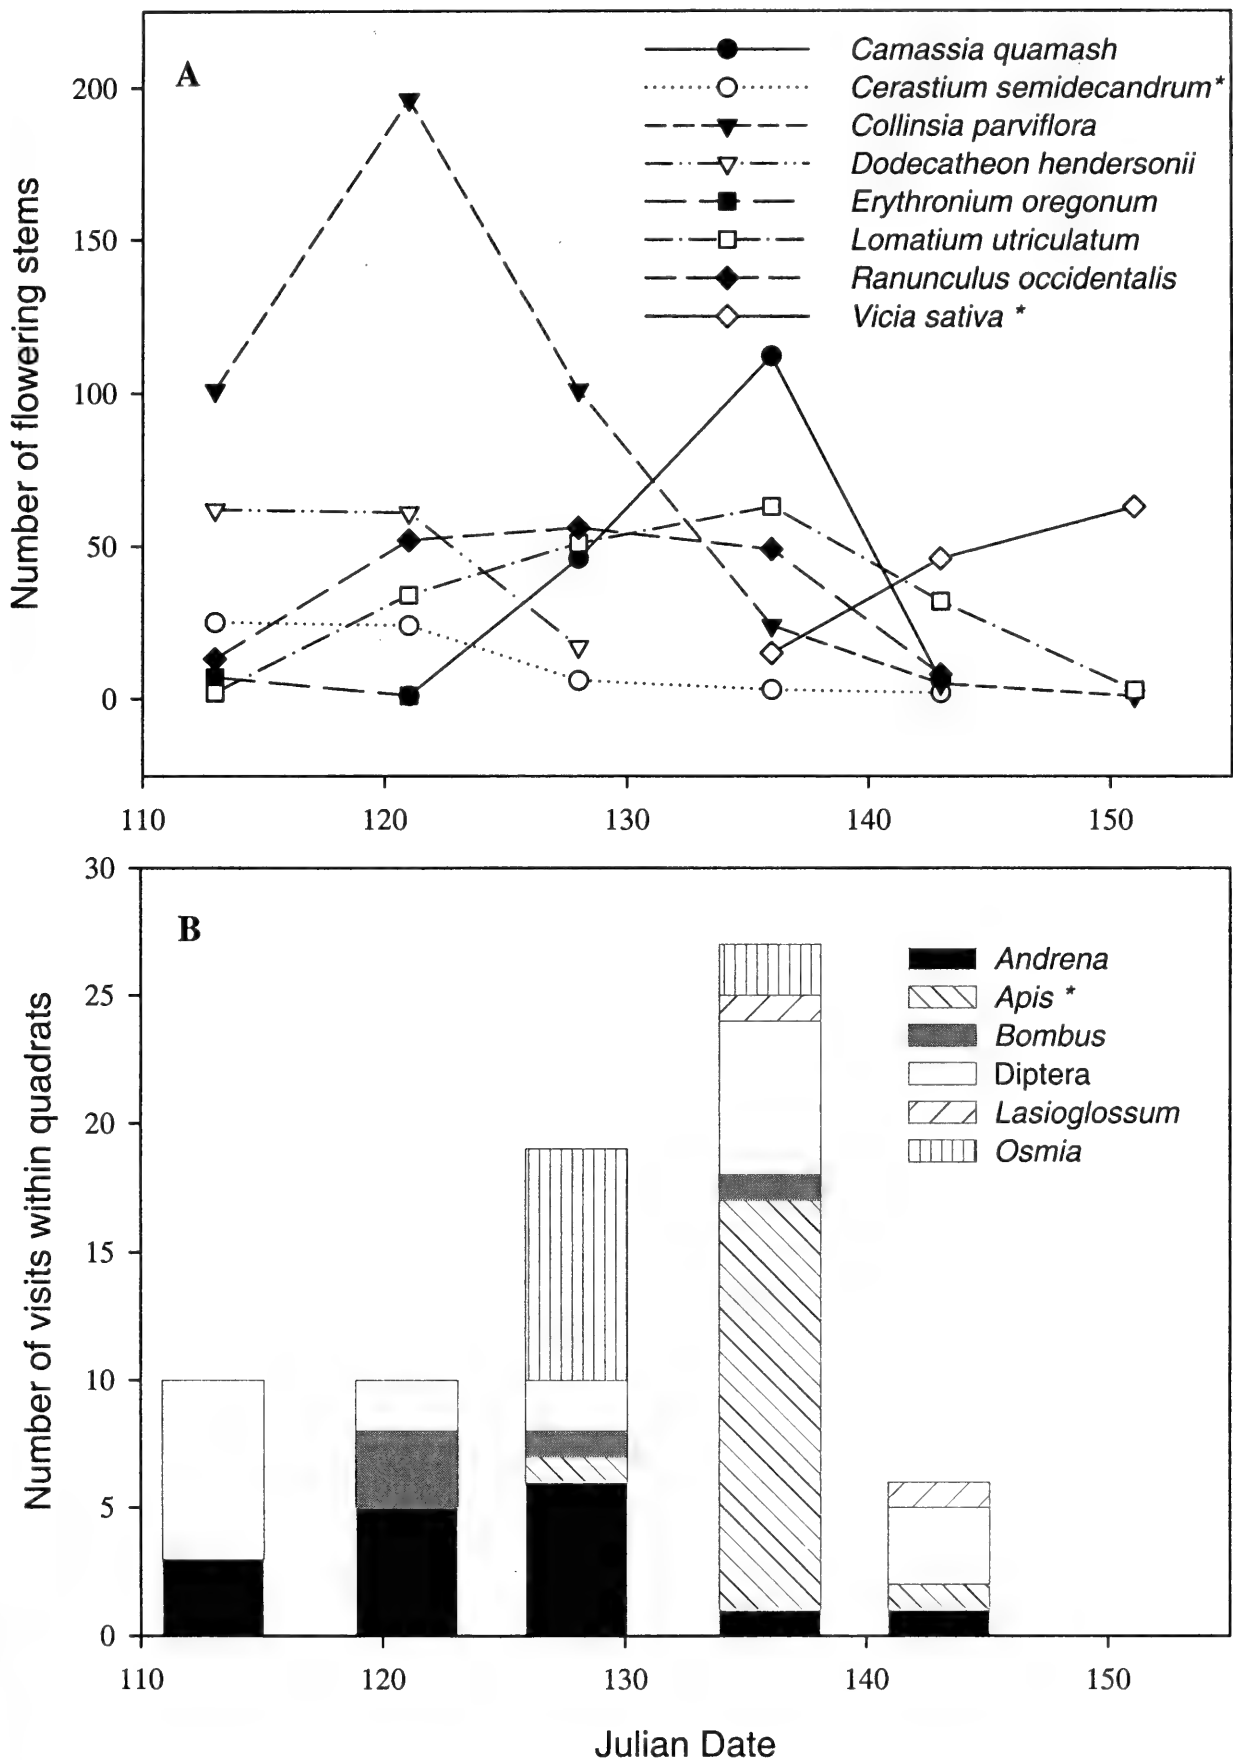 A
Camassia quamash
Cerastium semidecandrum*
Collinsia parviflora
Dodecatheon hendersonii
Erythronium oregonum
Lomatium utriculatum
Ranunculus occidentalis
Vicia sativa *
Number of flowering stems
200
150
100
50
0
110 120 130 140 150
B
Andrena
Apis *
Bombus
Diptera
Lasioglossum
Osmia
Number of visits within quadrats
30
25
20
15
10
5
0
110 120 130 140 150
Julian Date